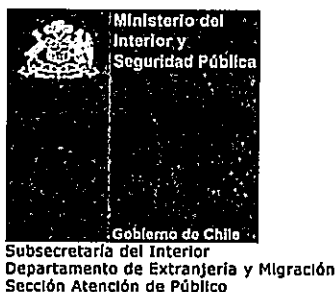 Ministerio del
Interior y
Seguridad Pública
Gobierno de Chile
Subsecretaría del Interior
Departamento de Extranjería y Migración
Sección Atención de Público